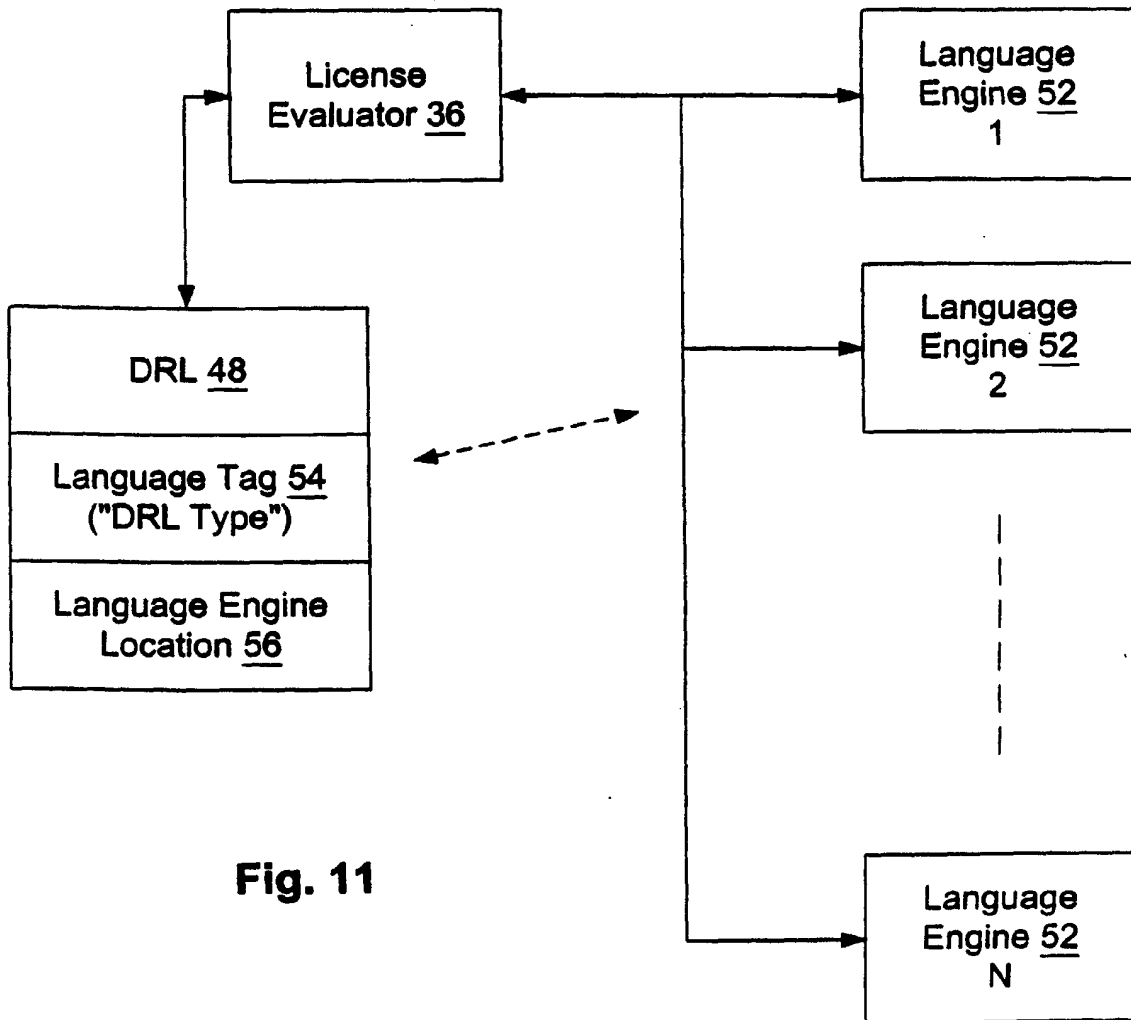 License
Evaluator 36
Language
Engine 52
1
Language
Engine 52
2
DRL 48
Language Tag 54
("DRL Type")
Language Engine
Location 56
Fig. 11
Language
Engine 52
N